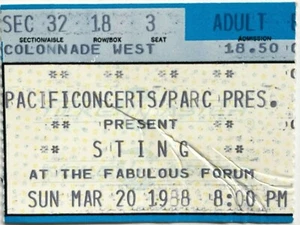 SEC 32 18 3 ADULT
SECTION/AISLE ROW/BOX SEAT ADMISSION
COLONNADE WEST 18.50
PACIFICONCERTS/PARC PRES.
PRESENT
STING
AT THE FABULOUS FORUM
SUN MAR 20 1988 8:00 PM